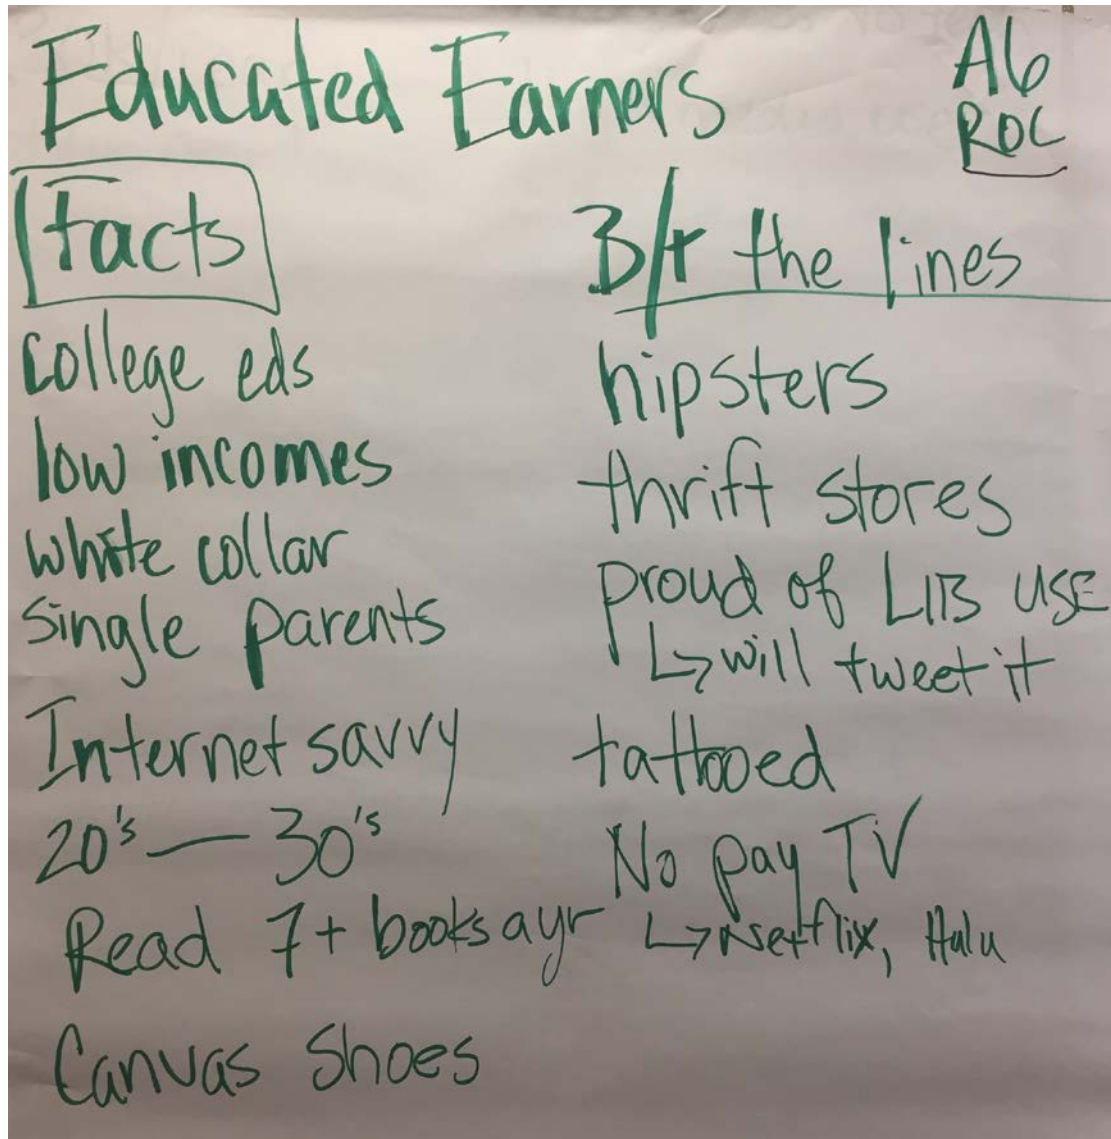 Educated Earners
A6
ROC
Facts
college eds
low incomes
white collar
single parents
Internet savvy
20's — 30's
Read 7+ books a yr
Canvas Shoes
B/t the lines
hipsters
thrift stores
proud of LIB USE
↳ will tweet it
tattooed
No pay TV
↳ Netflix, Hulu